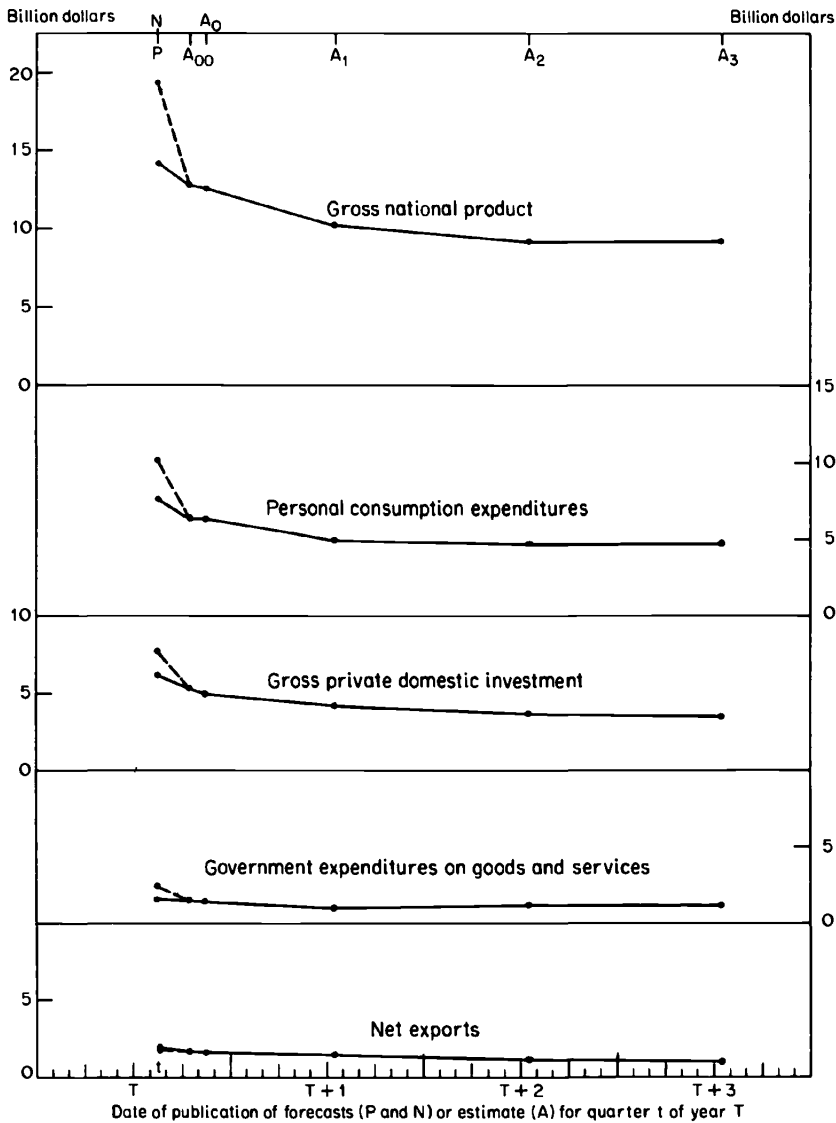 Billion dollars
Billion dollars
N
A0
P
A00
A1
A2
A3
20
15
Gross national product
10
5
0
15
10
Personal consumption expenditures
5
0
10
Gross private domestic investment
5
0
5
Government expenditures on goods and services
0
5
Net exports
0
t
T
T + 1
T + 2
T + 3
Date of publication of forecasts (P and N) or estimate (A) for quarter t of year T